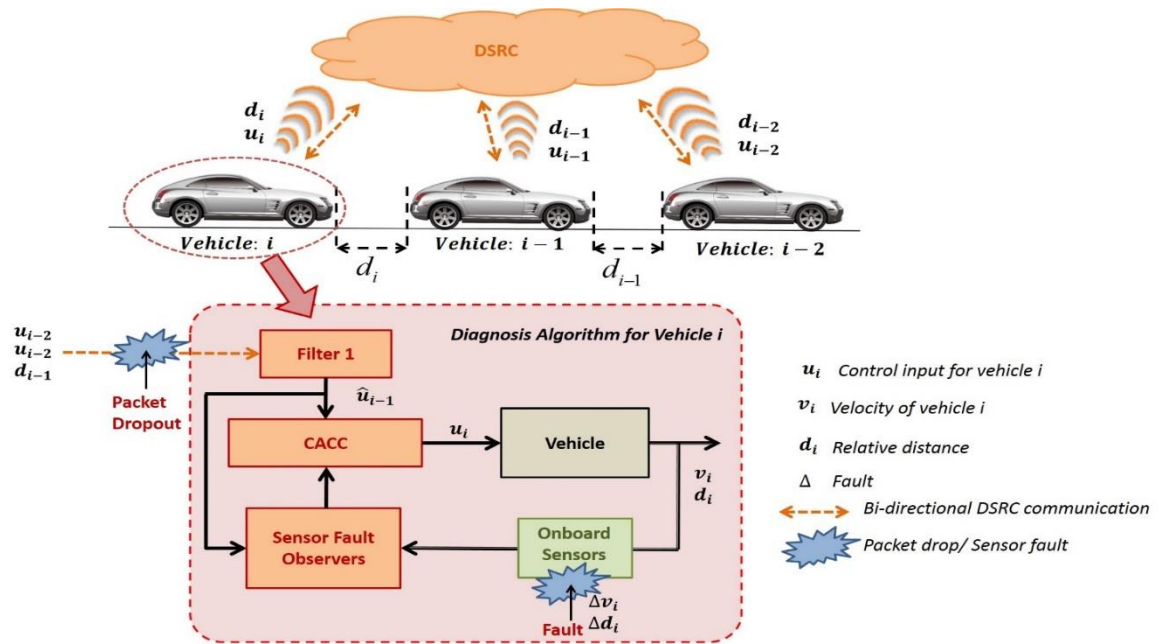 DSRC
d_i
u_i
d_{i-1}
u_{i-1}
d_{i-2}
u_{i-2}
Vehicle: i
Vehicle: i − 1
Vehicle: i − 2
d_i
d_{i-1}
Diagnosis Algorithm for Vehicle i
u_{i-2}
u_{i-2}
d_{i-1}
Packet
Dropout
Filter 1
û_{i-1}
CACC
u_i
Vehicle
v_i
d_i
Sensor Fault
Observers
Onboard
Sensors
Δv_i
Δd_i
Fault
u_i Control input for vehicle i
v_i Velocity of vehicle i
d_i Relative distance
Δ Fault
Bi-directional DSRC communication
Packet drop/ Sensor fault